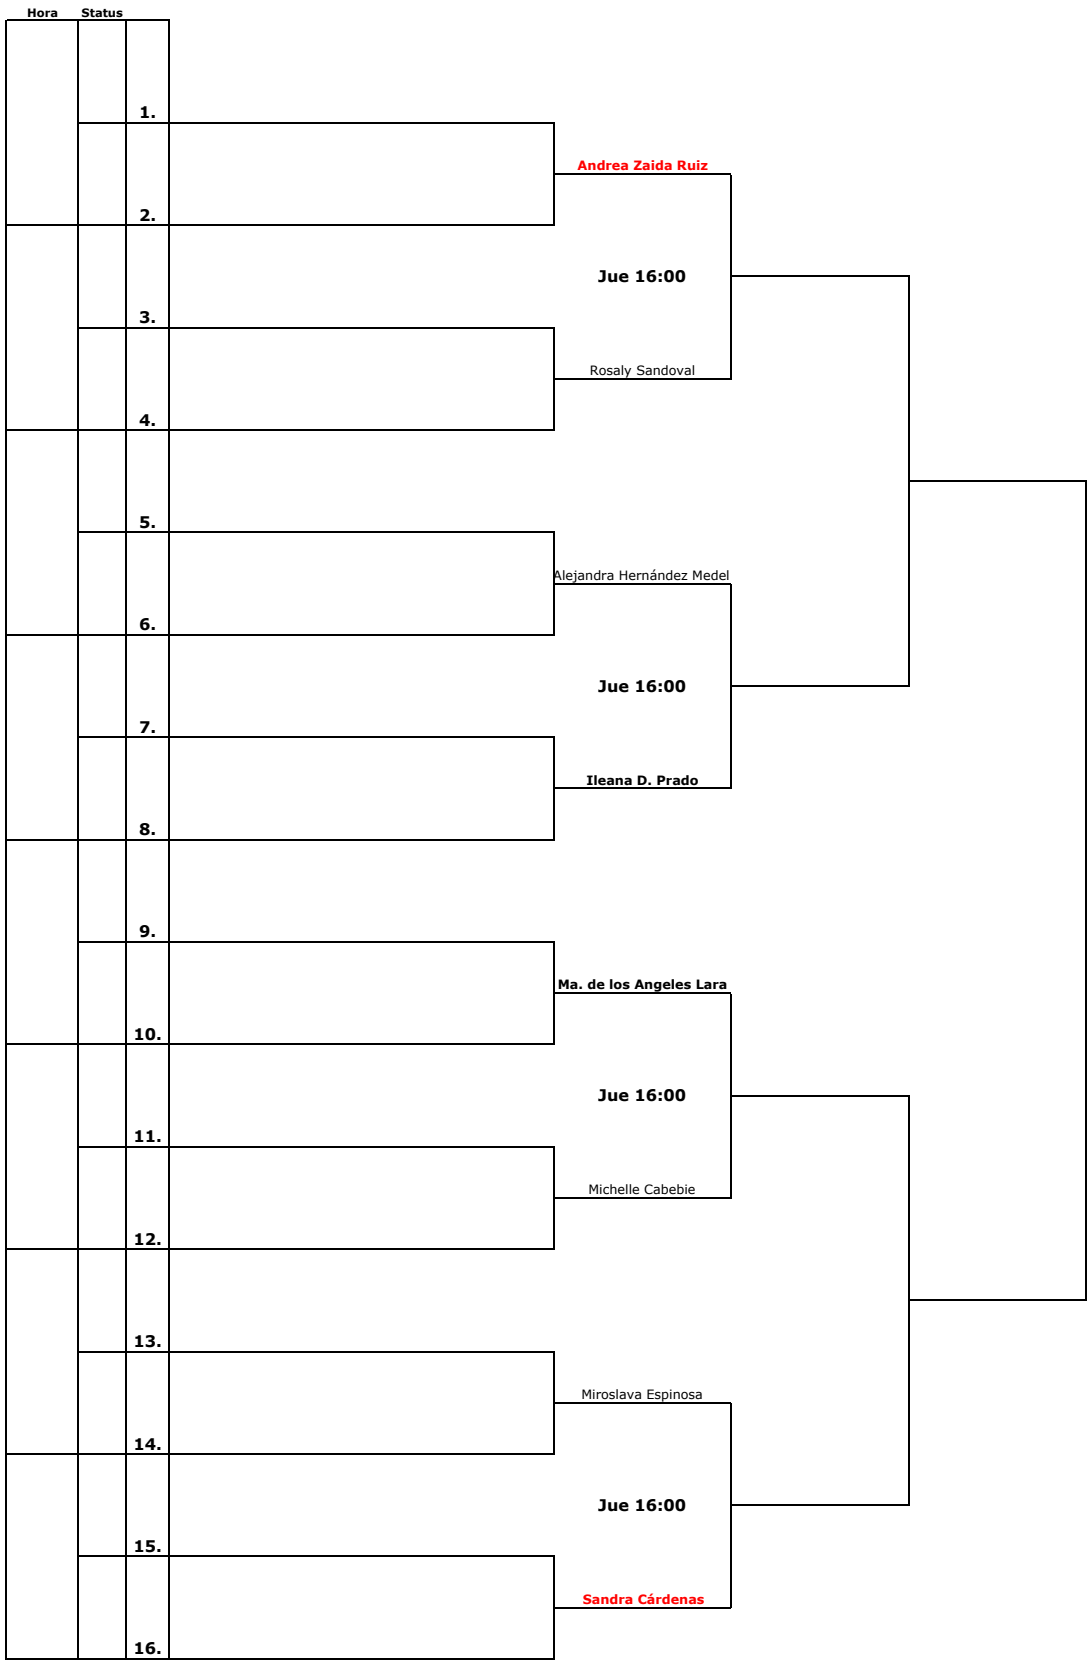 Hora Status
1.
Andrea Zaida Ruiz
2.
Jue 16:00
3.
Rosaly Sandoval
4.
5.
Alejandra Hernández Medel
6.
Jue 16:00
7.
Ileana D. Prado
8.
9.
Ma. de los Angeles Lara
10.
Jue 16:00
11.
Michelle Cabebie
12.
13.
Miroslava Espinosa
14.
Jue 16:00
15.
Sandra Cárdenas
16.